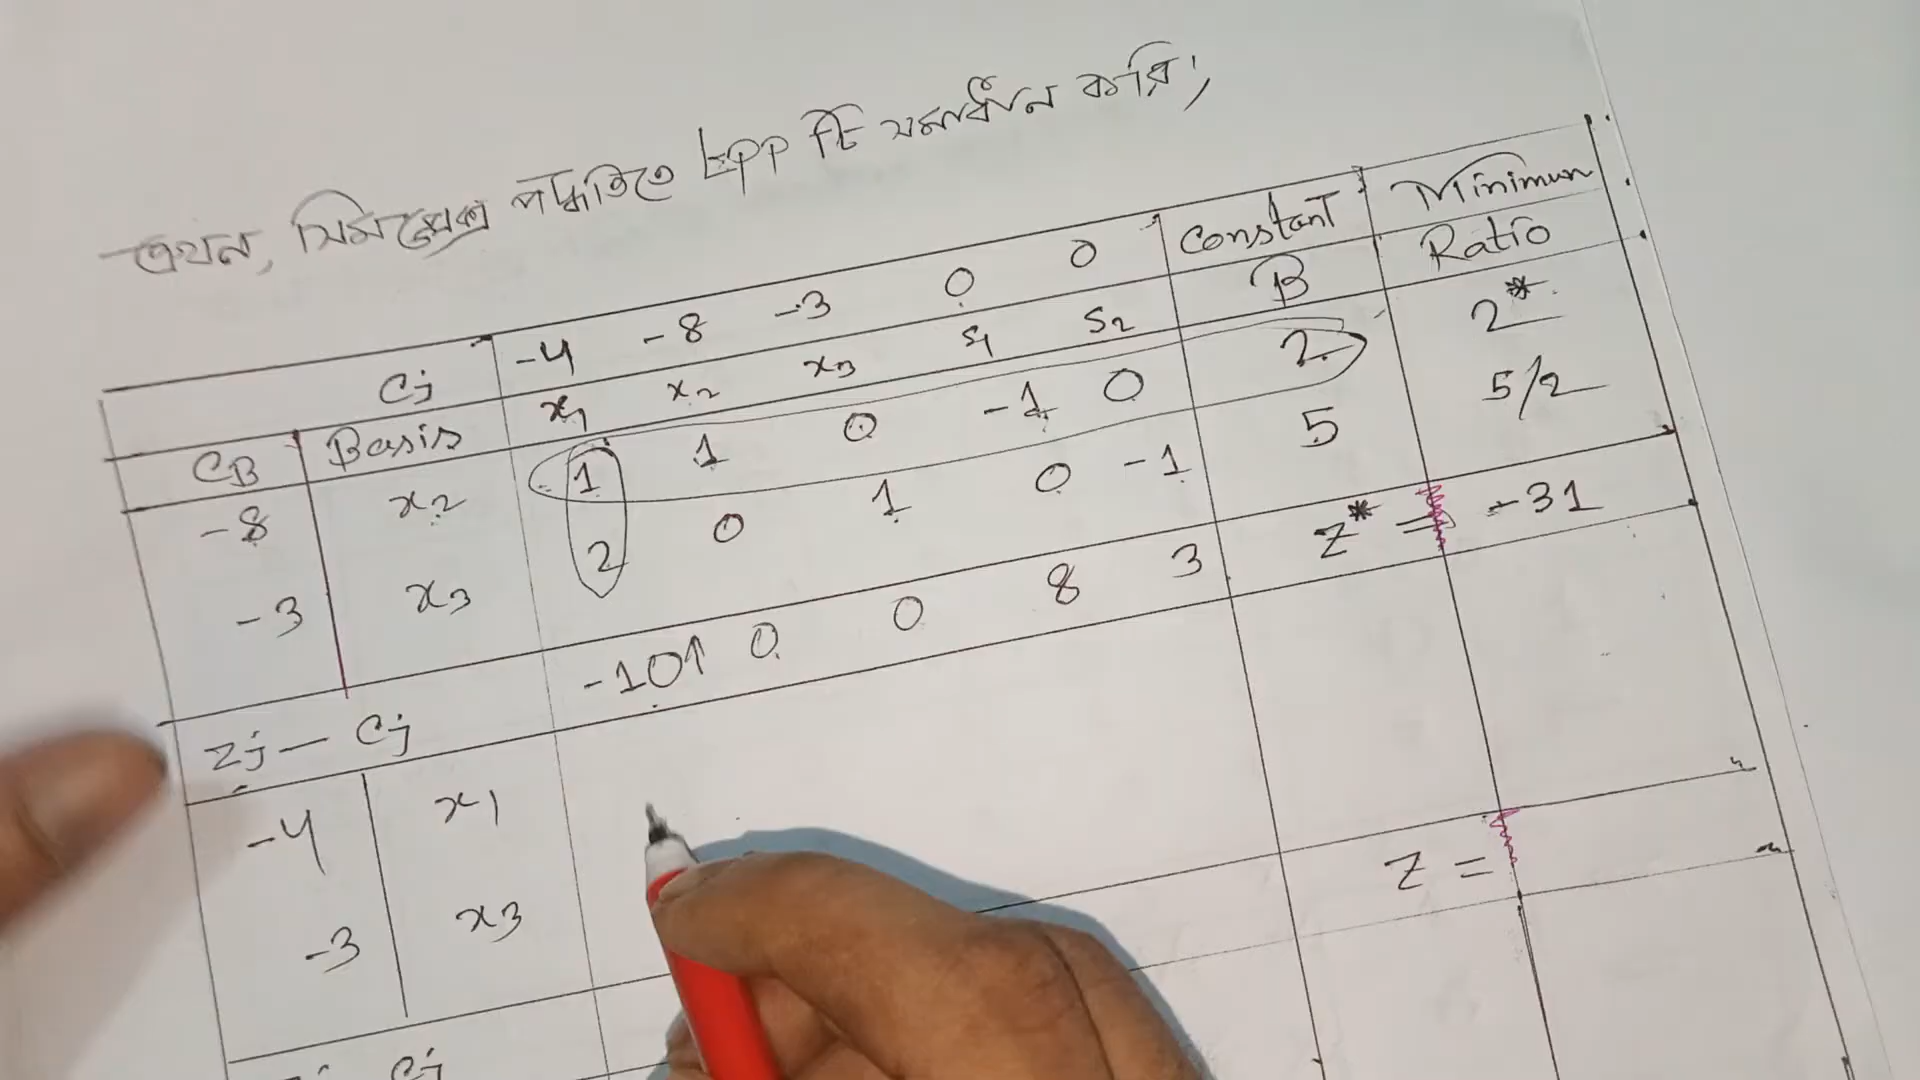 এখন, সিমপ্লেক্স পদ্ধতিতে LPP টি সমাধান করি,
Cj -4 -8 -3 0 0 Constant Minimum
CB Basis x1 x2 x3 s1 s2 B Ratio
-8 x2 1 1 0 -1 0 2 2*
-3 x3 2 0 1 0 -1 5 5/2
zj - Cj -10↑ 0 0 8 3 z* = -31
-4 x1
-3 x3
z =
Cj